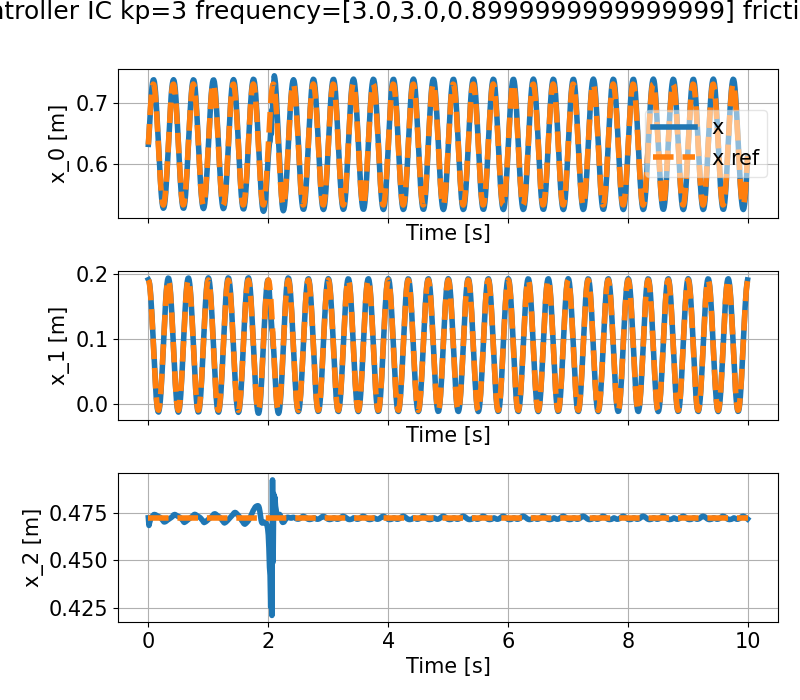 ntroller IC kp=3 frequency=[3.0,3.0,0.8999999999999999] fricti
0.7
0.6
x_0 [m]
x
x ref
Time [s]
0.2
0.1
0.0
x_1 [m]
Time [s]
0.475
0.450
0.425
x_2 [m]
0 2 4 6 8 10
Time [s]